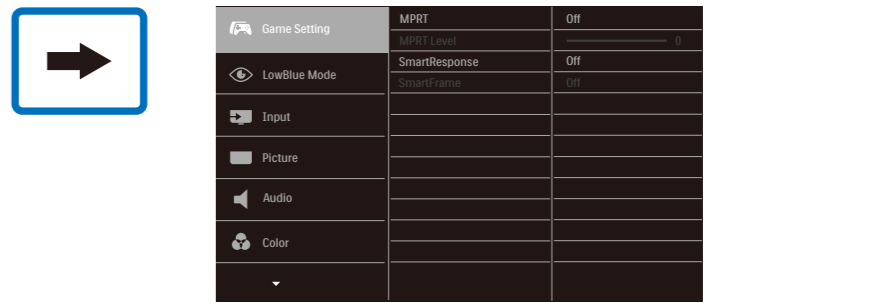 Game Setting
MPRT Off
MPRT Level 0
SmartResponse Off
SmartFrame Off
LowBlue Mode
Input
Picture
Audio
Color